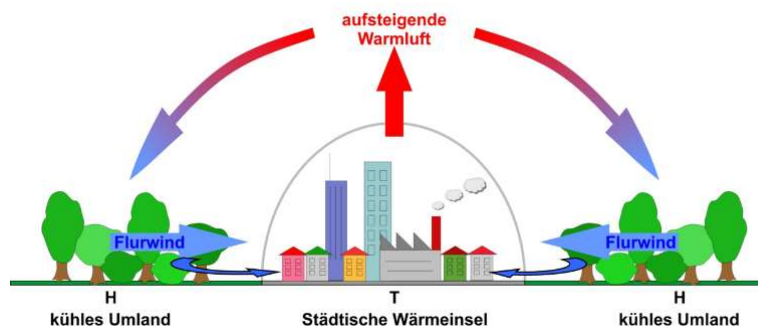 aufsteigende
Warmluft
Flurwind
Flurwind
H
T
H
kühles Umland
Städtische Wärmeinsel
kühles Umland